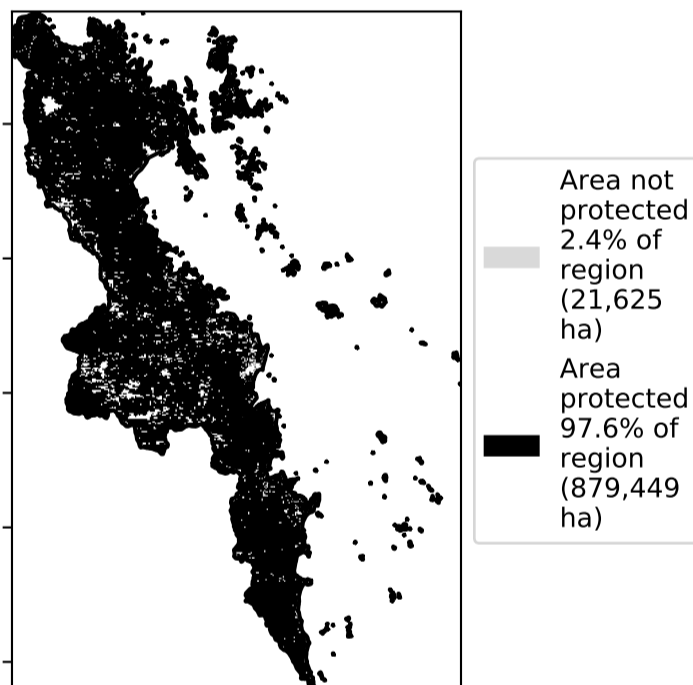 Area not
protected
2.4% of
region
(21,625
ha)
Area
protected
97.6% of
region
(879,449
ha)